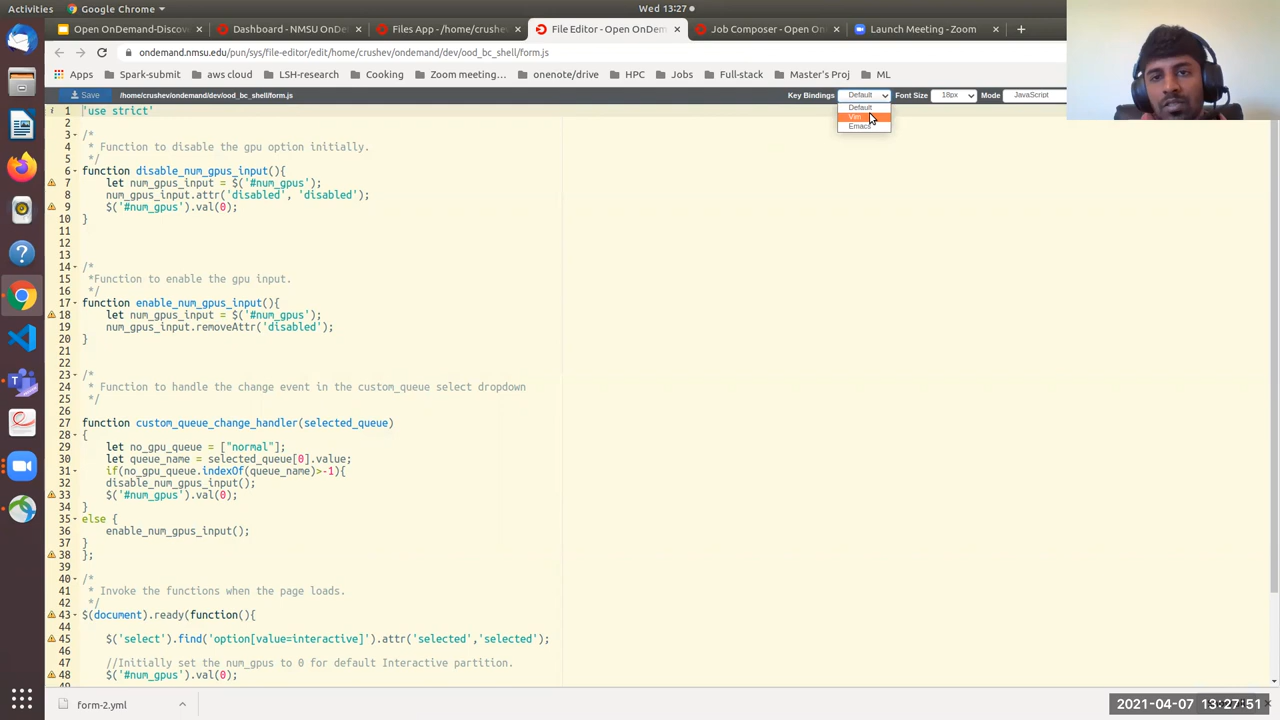 Activities
Google Chrome
Wed 13:27
Open OnDemand-Discov
Dashboard - NMSU OnD
Files App - /home/crushev
File Editor - Open OnDem
Job Composer - Open On
Launch Meeting - Zoom
ondemand.nmsu.edu/pun/sys/file-editor/edit/home/crushev/ondemand/dev/ood_bc_shell/form.js
Apps
Spark-submit
aws cloud
LSH-research
Cooking
Zoom meeting…
onenote/drive
HPC
Jobs
Full-stack
Master's Proj
ML
Save
/home/crushev/ondemand/dev/ood_bc_shell/form.js
Key Bindings
Default
Font Size
18px
Mode
JavaScript
Default
Vim
Emacs
1 'use strict'
2
3 /*
4 * Function to disable the gpu option initially.
5 */
6 function disable_num_gpus_input(){
7 let num_gpus_input = $('#num_gpus');
8 num_gpus_input.attr('disabled', 'disabled');
9 $('#num_gpus').val(0);
10 }
11
12
13
14 /*
15 *Function to enable the gpu input.
16 */
17 function enable_num_gpus_input(){
18 let num_gpus_input = $('#num_gpus');
19 num_gpus_input.removeAttr('disabled');
20 }
21
22
23 /*
24 * Function to handle the change event in the custom_queue select dropdown
25 */
26
27 function custom_queue_change_handler(selected_queue)
28 {
29 let no_gpu_queue = ["normal"];
30 let queue_name = selected_queue[0].value;
31 if(no_gpu_queue.indexOf(queue_name)>-1){
32 disable_num_gpus_input();
33 $('#num_gpus').val(0);
34 }
35 else {
36 enable_num_gpus_input();
37 }
38 };
39
40 /*
41 * Invoke the functions when the page loads.
42 */
43 $(document).ready(function(){
44
45 $('select').find('option[value=interactive]').attr('selected','selected');
46
47 //Initially set the num_gpus to 0 for default Interactive partition.
48 $('#num_gpus').val(0);
form-2.yml
2021-04-07 13:27:51